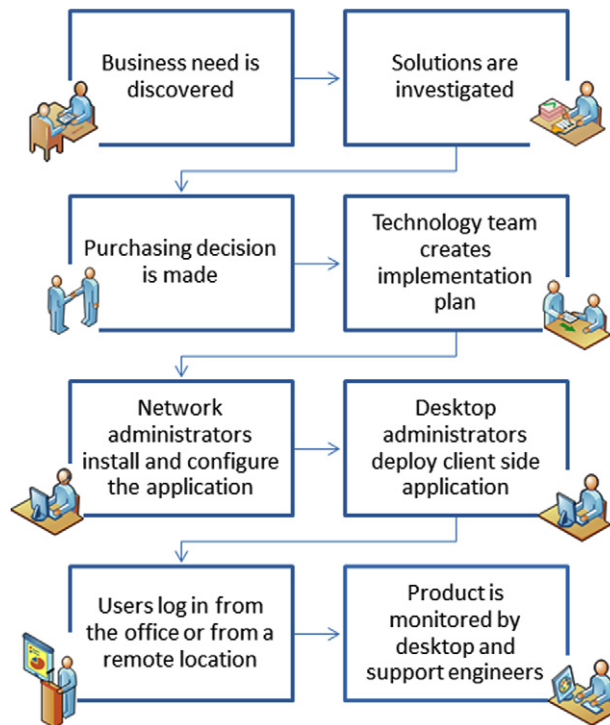 Business need is
discovered
Solutions are
investigated
Purchasing decision
is made
Technology team
creates
implementation
plan
Network
administrators
install and configure
the application
Desktop
administrators
deploy client side
application
Users log in from
the office or from a
remote location
Product is
monitored by
desktop and
support engineers